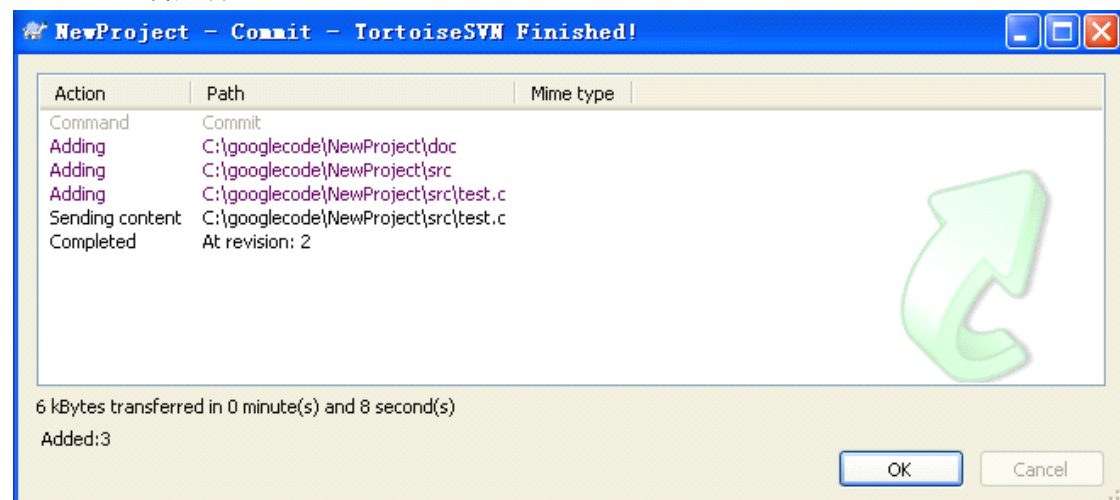 NewProject - Commit - TortoiseSVN Finished!
Action Path Mime type
Command Commit
Adding C:\googlecode\NewProject\doc
Adding C:\googlecode\NewProject\src
Adding C:\googlecode\NewProject\src\test.c
Sending content C:\googlecode\NewProject\src\test.c
Completed At revision: 2
6 kBytes transferred in 0 minute(s) and 8 second(s)
Added:3
OK Cancel